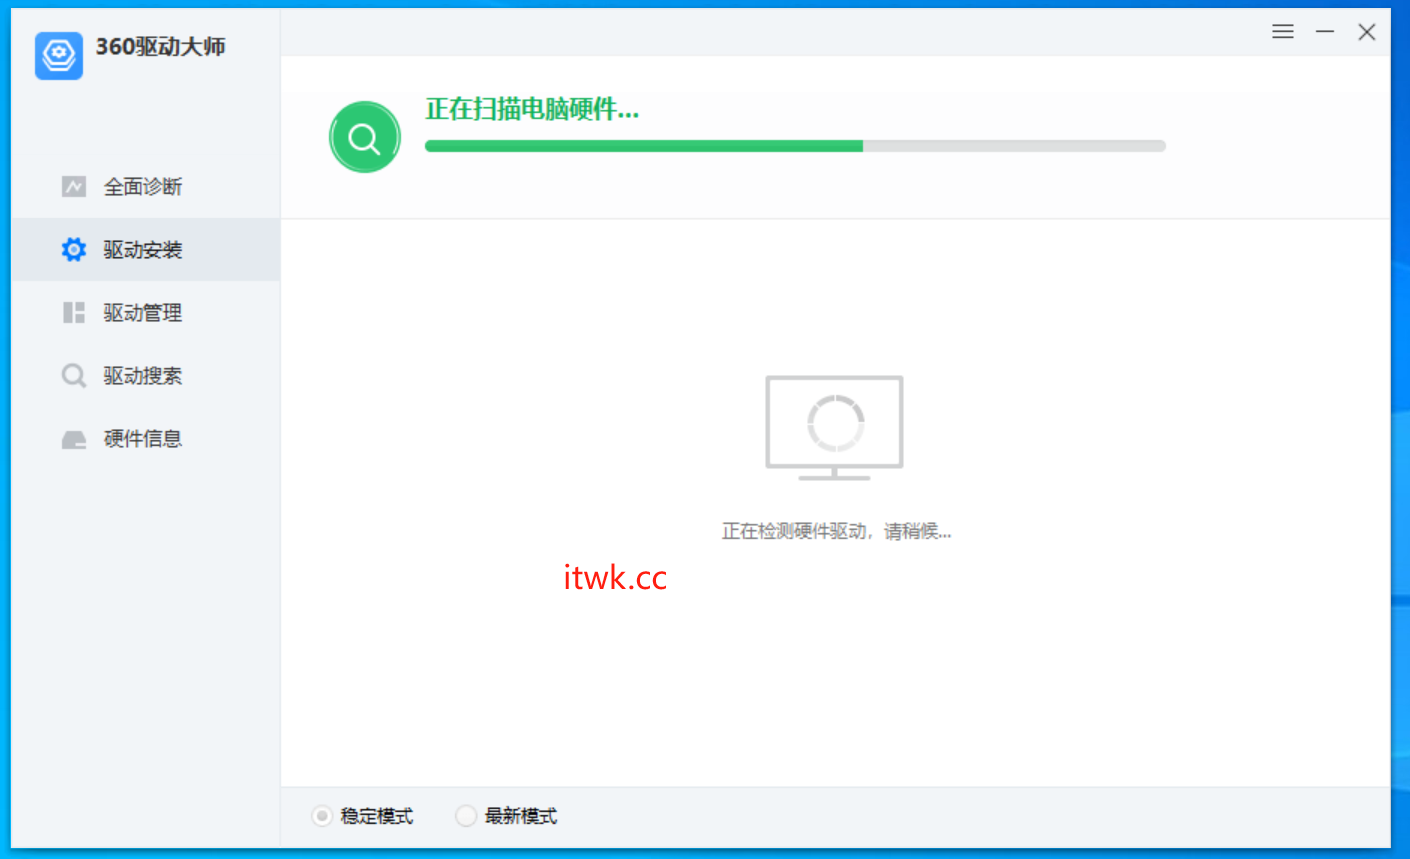 360驱动大师
正在扫描电脑硬件...
全面诊断
驱动安装
驱动管理
驱动搜索
硬件信息
正在检测硬件驱动，请稍候...
itwk.cc
稳定模式
最新模式